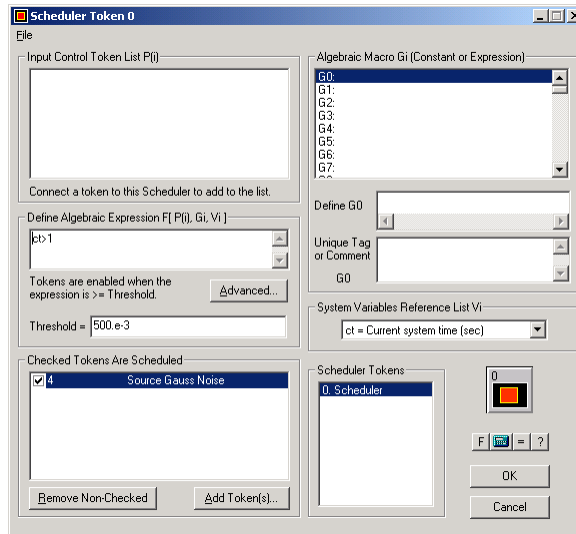 Scheduler Token 0
File
Input Control Token List P(i)
Connect a token to this Scheduler to add to the list.
Define Algebraic Expression F[ P(i), Gi, Vi ]
ct>1
Tokens are enabled when the
expression is >= Threshold.
Advanced...
Threshold = 500.e-3
Checked Tokens Are Scheduled
4 Source Gauss Noise
Remove Non-Checked
Add Token(s)...
Algebraic Macro Gi (Constant or Expression)
G0:
G1:
G2:
G3:
G4:
G5:
G6:
G7:
Define G0
Unique Tag
or Comment
G0
System Variables Reference List Vi
ct = Current system time (sec)
Scheduler Tokens
0. Scheduler
0
F = ?
OK
Cancel